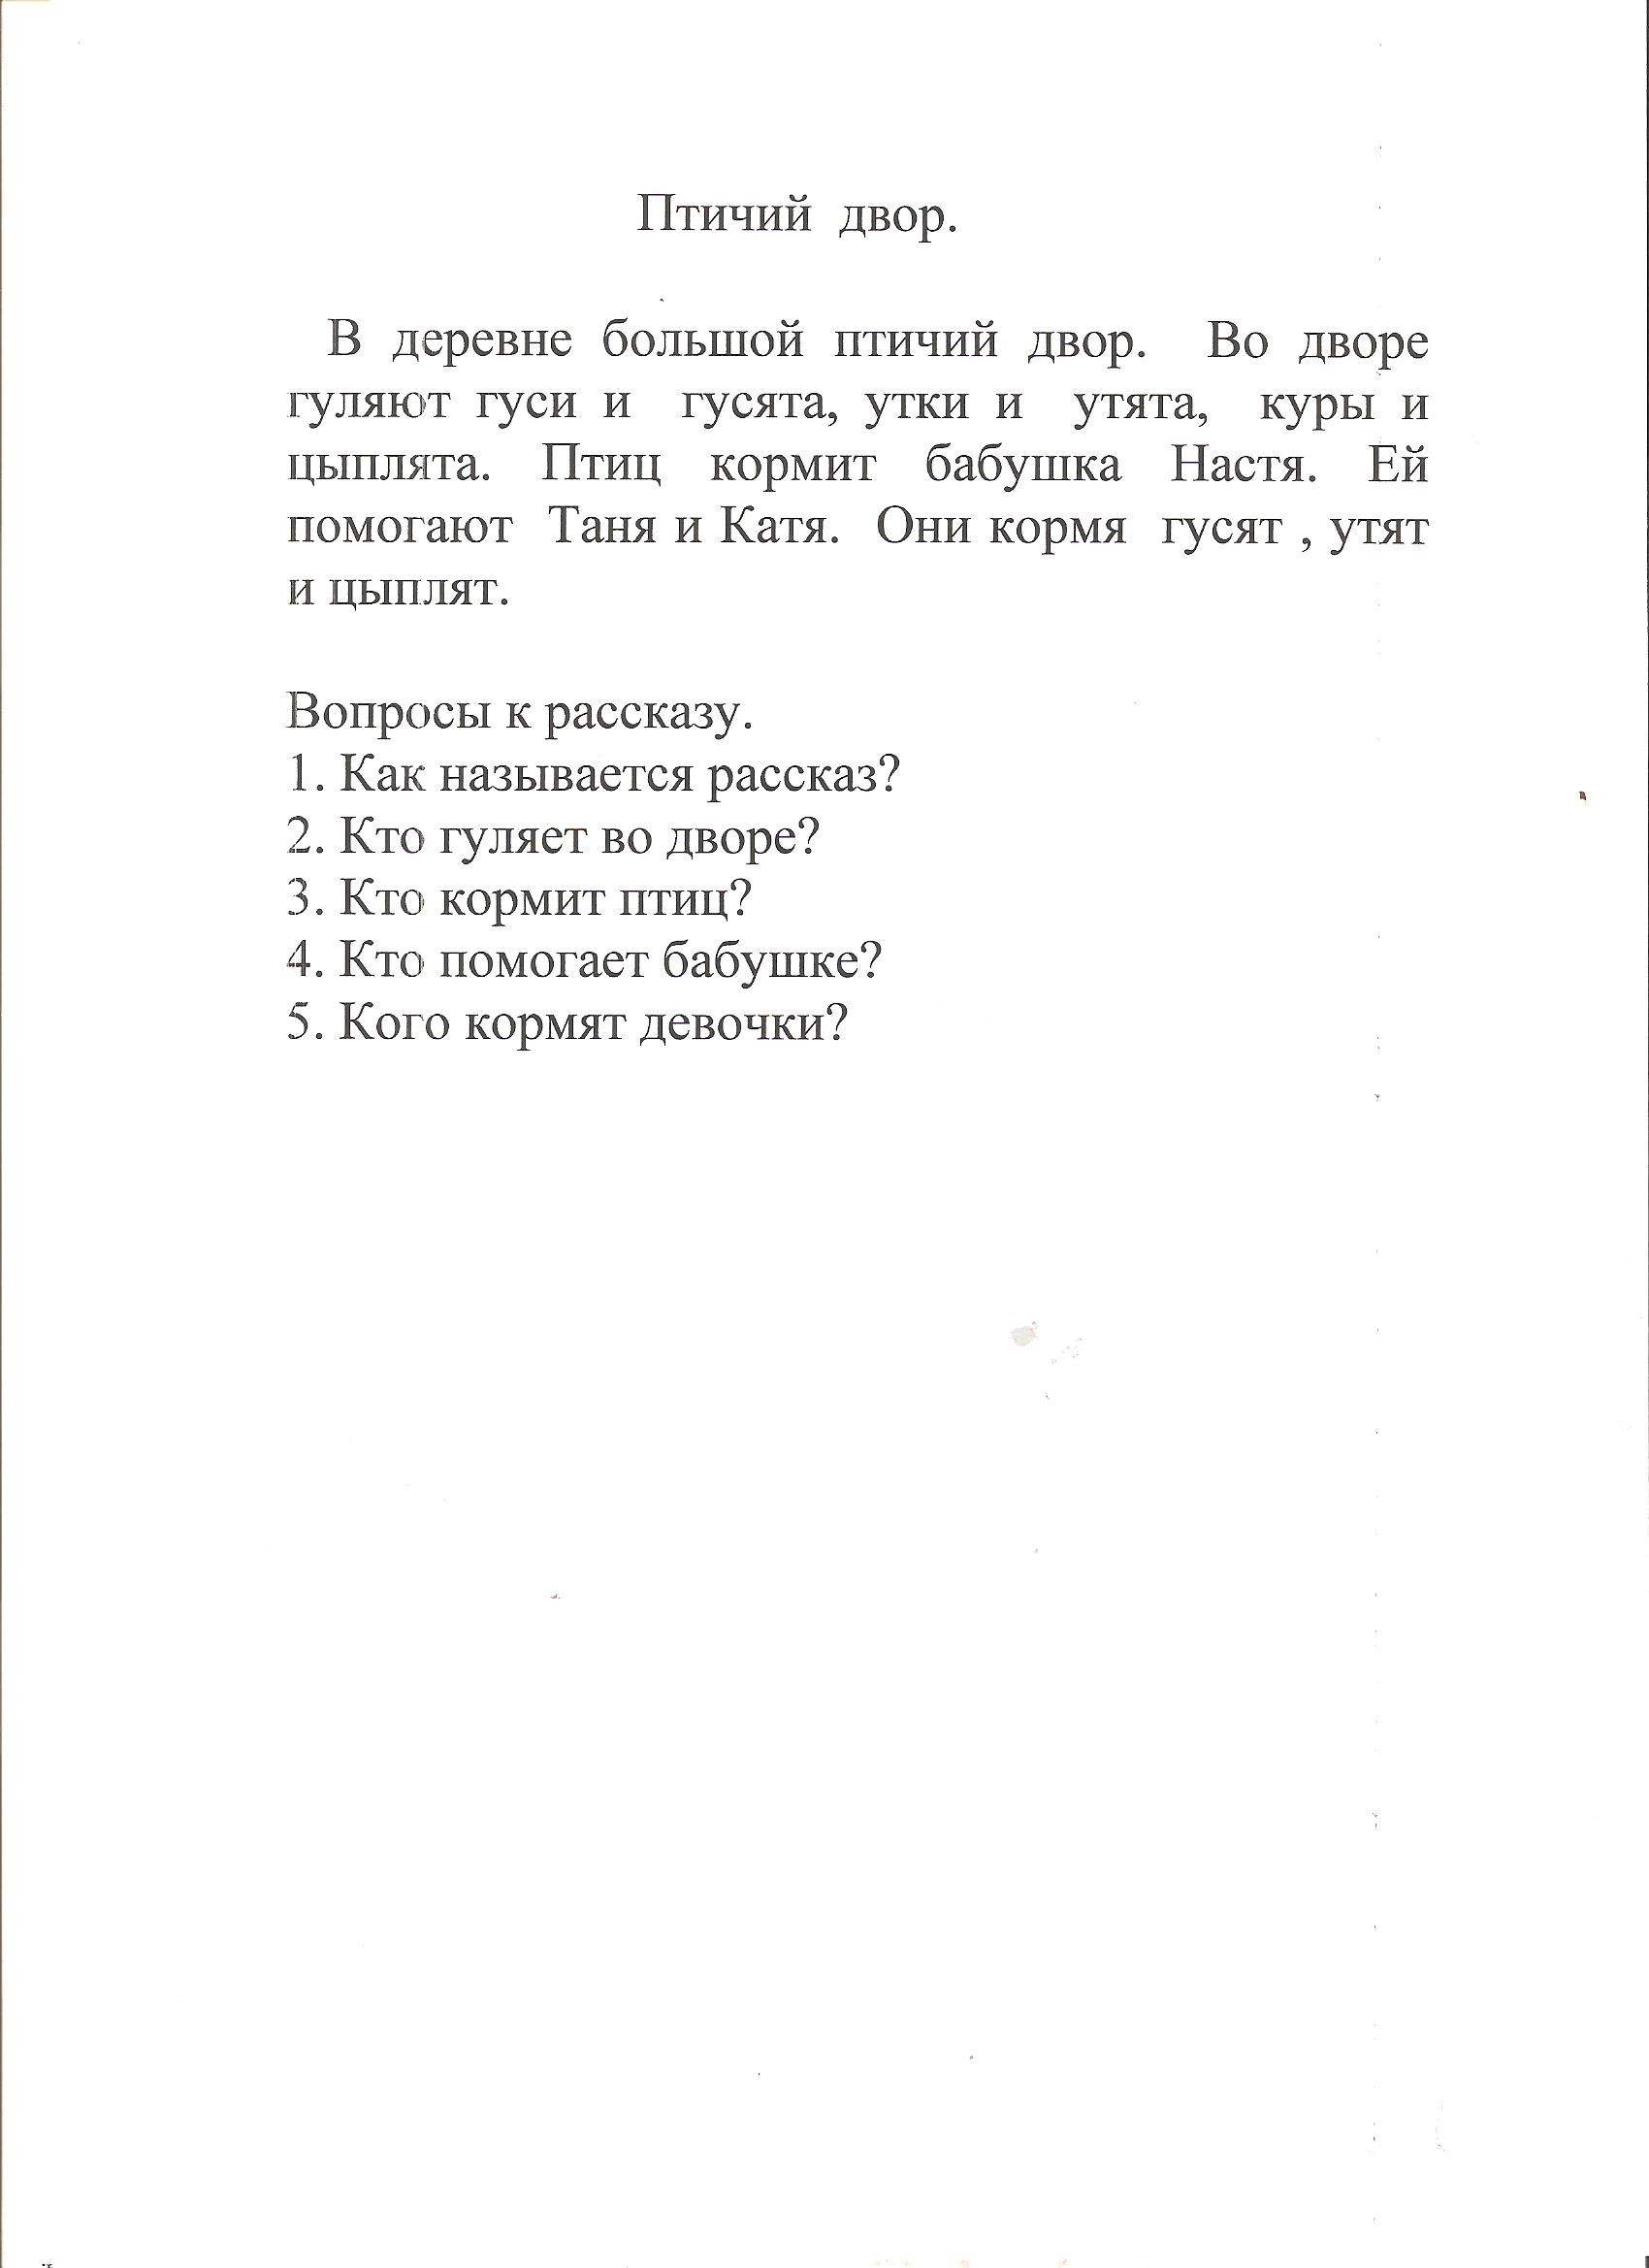 Птичий двор.
В деревне большой птичий двор. Во дворе
гуляют гуси и гусята, утки и утята, куры и
цыплята. Птиц кормит бабушка Настя. Ей
помогают Таня и Катя. Они кормя гусят , утят
и цыплят.
Вопросы к рассказу.
1. Как называется рассказ?
2. Кто гуляет во дворе?
3. Кто кормит птиц?
4. Кто помогает бабушке?
5. Кого кормят девочки?